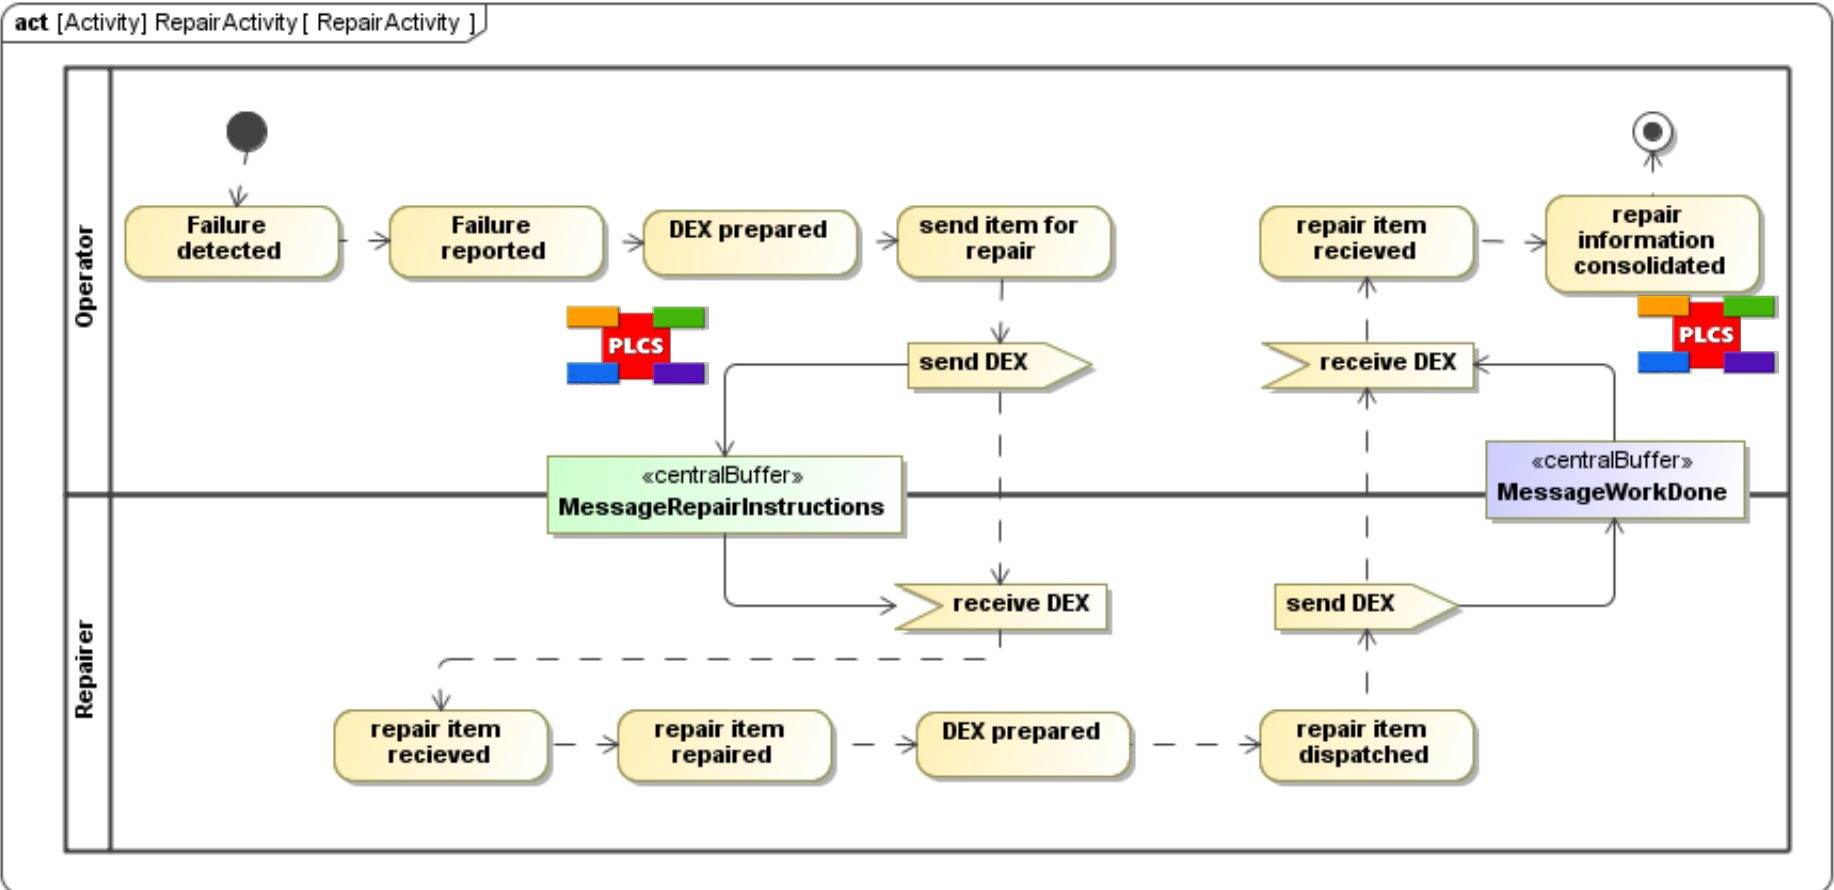 act [Activity] RepairActivity [ RepairActivity ]
Operator
Failure
detected
Failure
reported
DEX prepared
send item for
repair
repair item
recieved
repair
information
consolidated
PLCS
PLCS
send DEX
receive DEX
«centralBuffer»
MessageRepairInstructions
«centralBuffer»
MessageWorkDone
Repairer
receive DEX
send DEX
repair item
recieved
repair item
repaired
DEX prepared
repair item
dispatched